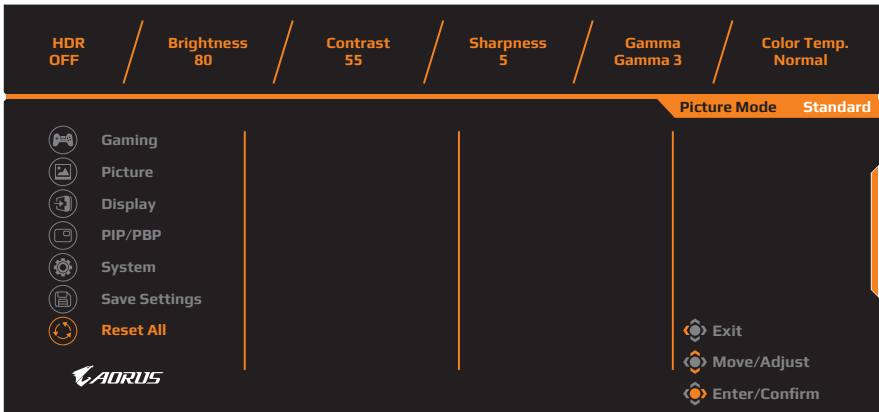 HDR
OFF
Brightness
80
Contrast
55
Sharpness
5
Gamma
Gamma 3
Color Temp.
Normal
Picture Mode Standard
Gaming
Picture
Display
PIP/PBP
System
Save Settings
Reset All
AORUS
Exit
Move/Adjust
Enter/Confirm